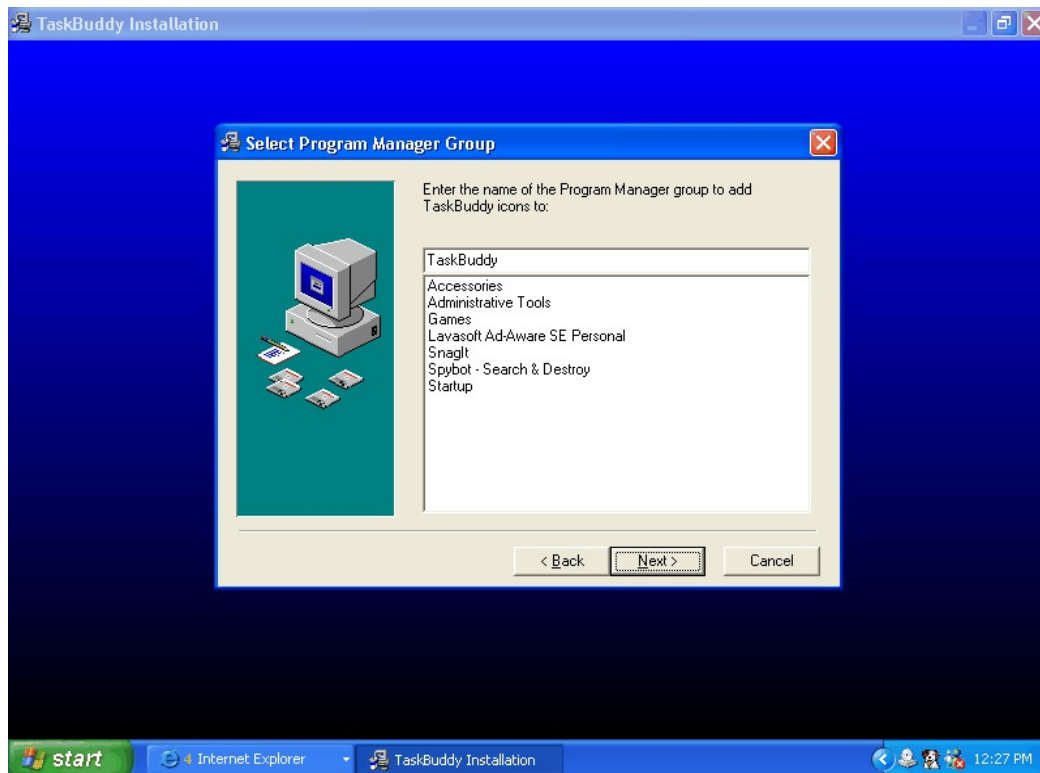 TaskBuddy Installation
Select Program Manager Group
Enter the name of the Program Manager group to add
TaskBuddy icons to:
TaskBuddy
Accessories
Administrative Tools
Games
Lavasoft Ad-Aware SE Personal
SnagIt
Spybot - Search & Destroy
Startup
< Back
Next >
Cancel
start
4 Internet Explorer
TaskBuddy Installation
12:27 PM